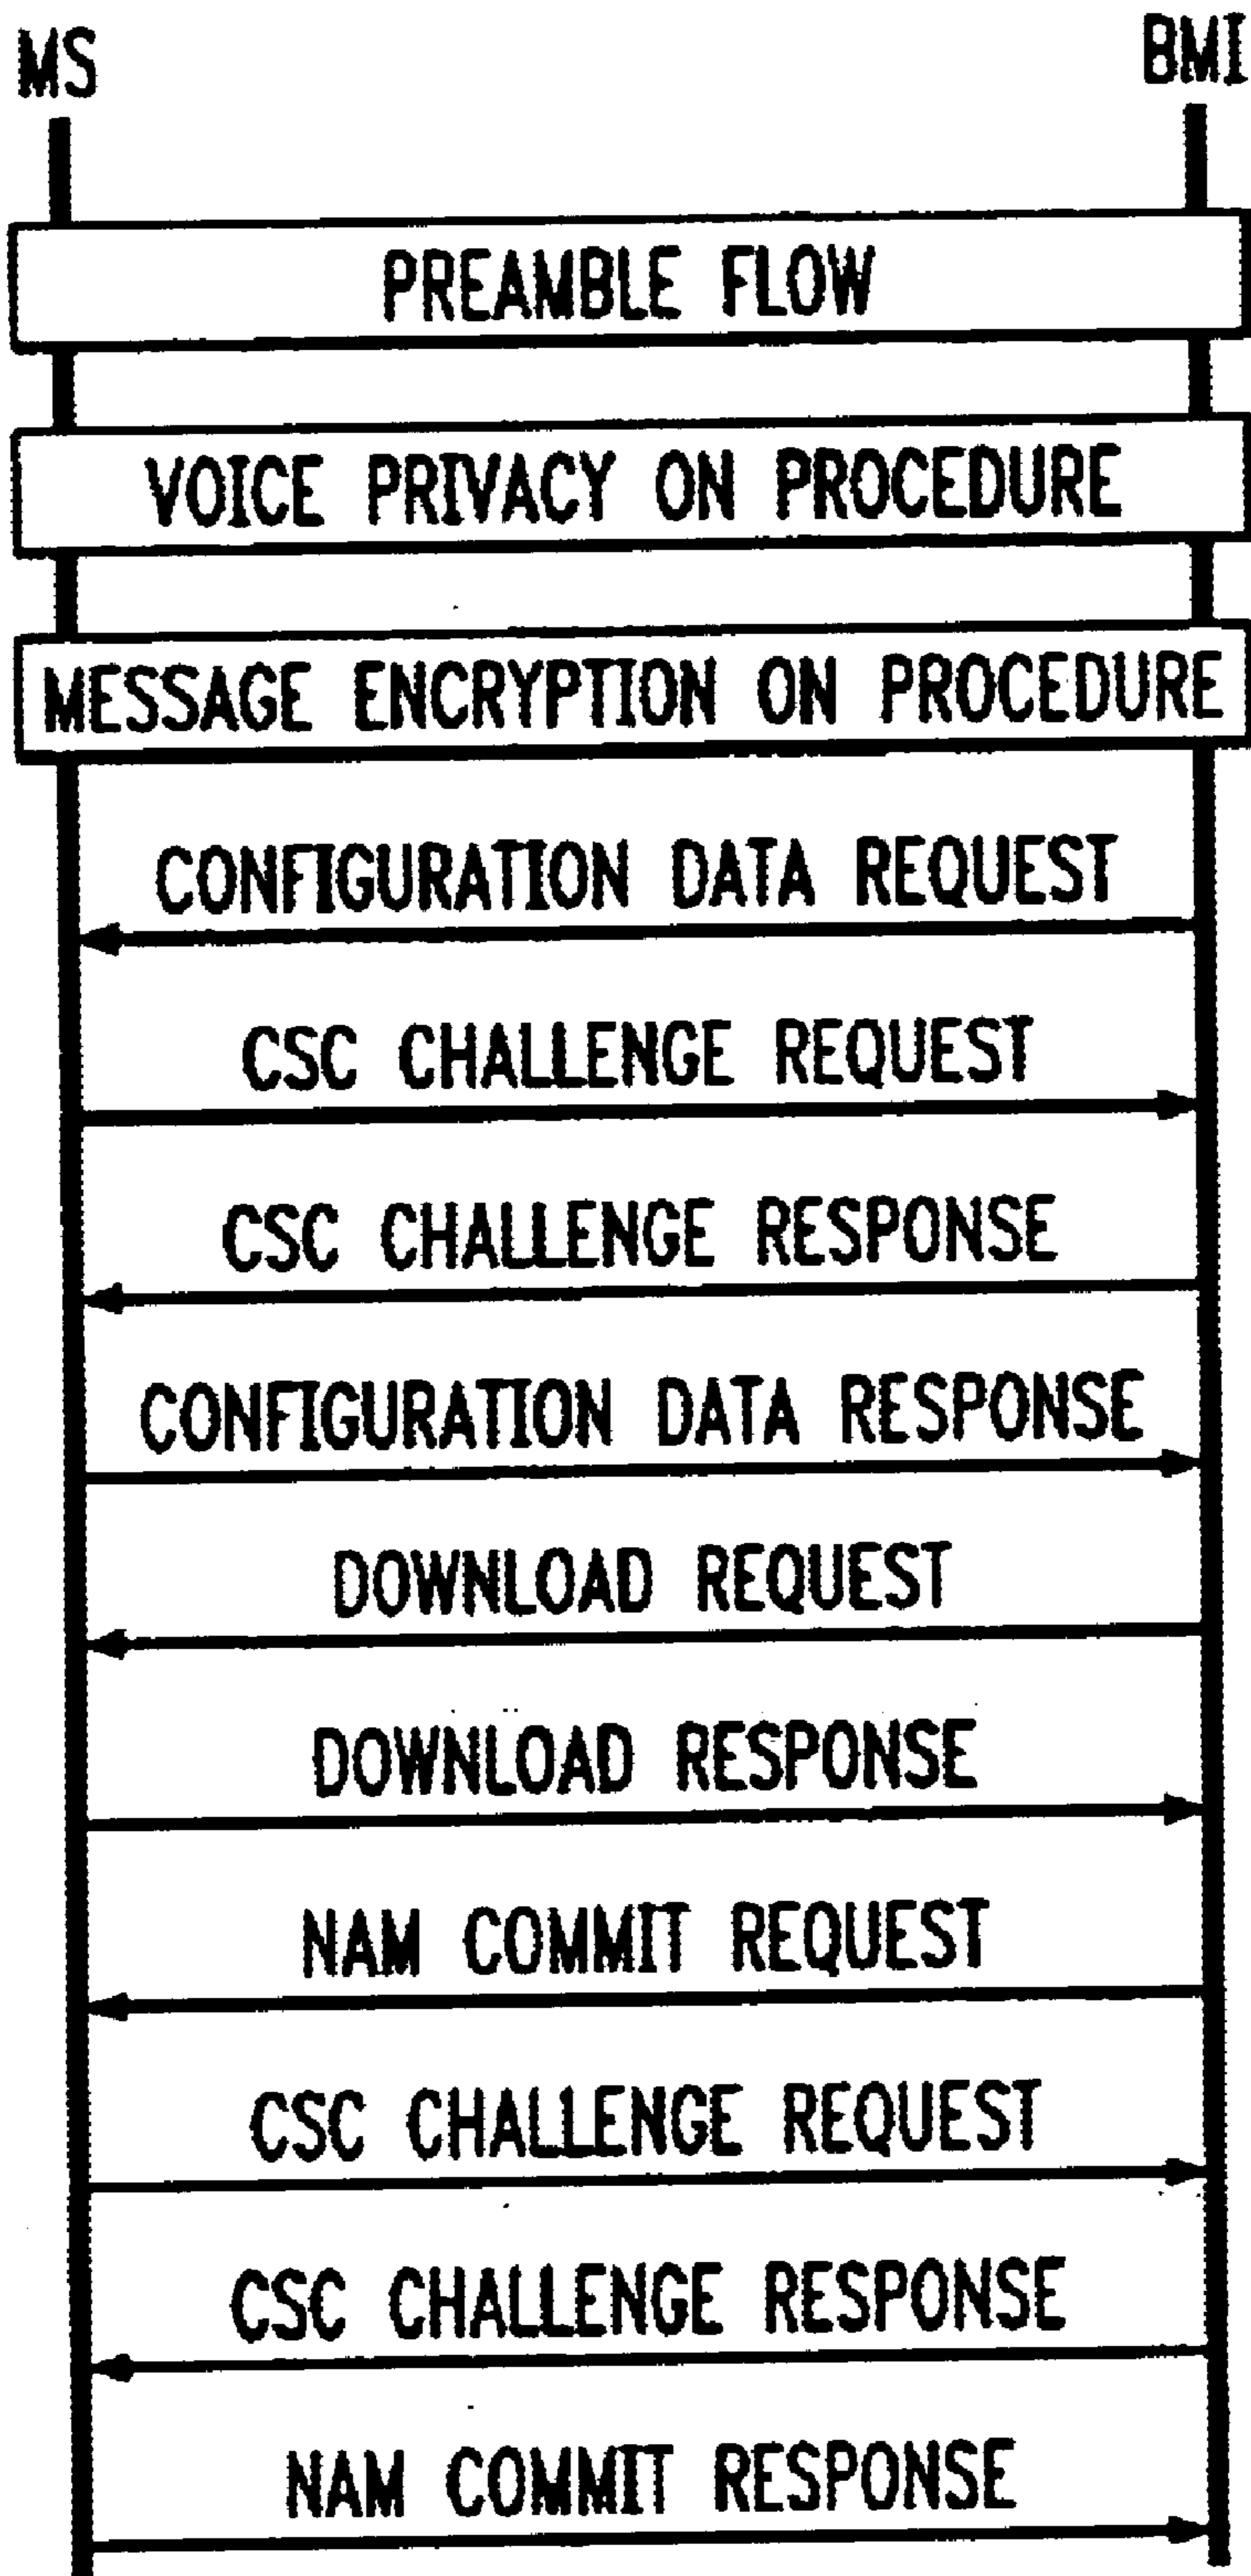 MS BMI
PREAMBLE FLOW
VOICE PRIVACY ON PROCEDURE
MESSAGE ENCRYPTION ON PROCEDURE
CONFIGURATION DATA REQUEST
CSC CHALLENGE REQUEST
CSC CHALLENGE RESPONSE
CONFIGURATION DATA RESPONSE
DOWNLOAD REQUEST
DOWNLOAD RESPONSE
NAM COMMIT REQUEST
CSC CHALLENGE REQUEST
CSC CHALLENGE RESPONSE
NAM COMMIT RESPONSE